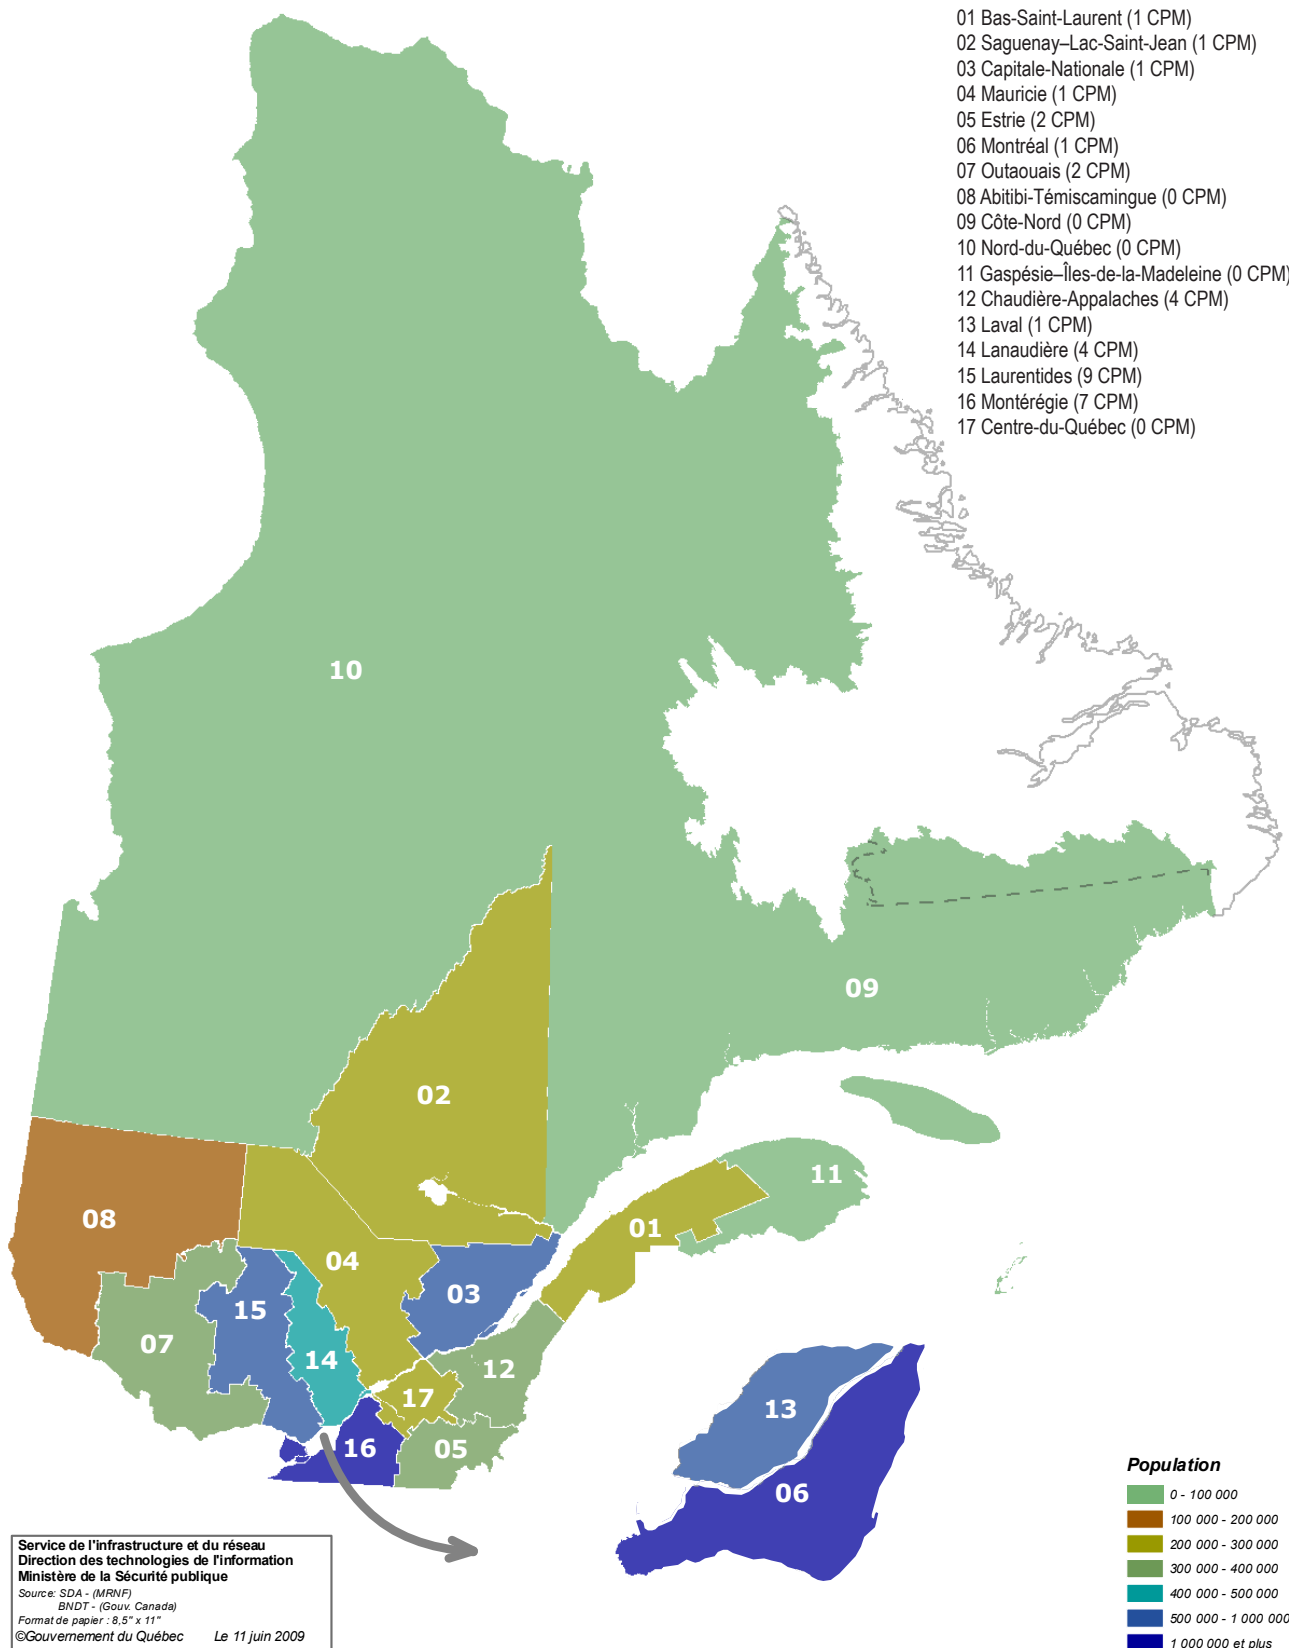 01 Bas-Saint-Laurent (1 CPM)
02 Saguenay–Lac-Saint-Jean (1 CPM)
03 Capitale-Nationale (1 CPM)
04 Mauricie (1 CPM)
05 Estrie (2 CPM)
06 Montréal (1 CPM)
07 Outaouais (2 CPM)
08 Abitibi-Témiscamingue (0 CPM)
09 Côte-Nord (0 CPM)
10 Nord-du-Québec (0 CPM)
11 Gaspésie–Îles-de-la-Madeleine (0 CPM)
12 Chaudière-Appalaches (4 CPM)
13 Laval (1 CPM)
14 Lanaudière (4 CPM)
15 Laurentides (9 CPM)
16 Montérégie (7 CPM)
17 Centre-du-Québec (0 CPM)
10
09
02
11
08
01
04
03
15
07
14
12
17
13
16
05
06
Population
0 - 100 000
100 000 - 200 000
200 000 - 300 000
300 000 - 400 000
400 000 - 500 000
500 000 - 1 000 000
1 000 000 et plus
Service de l'infrastructure et du réseau
Direction des technologies de l'information
Ministère de la Sécurité publique
Source: SDA - (MRNF)
BNDT - (Gouv. Canada)
Format de papier : 8,5" x 11"
©Gouvernement du Québec Le 11 juin 2009